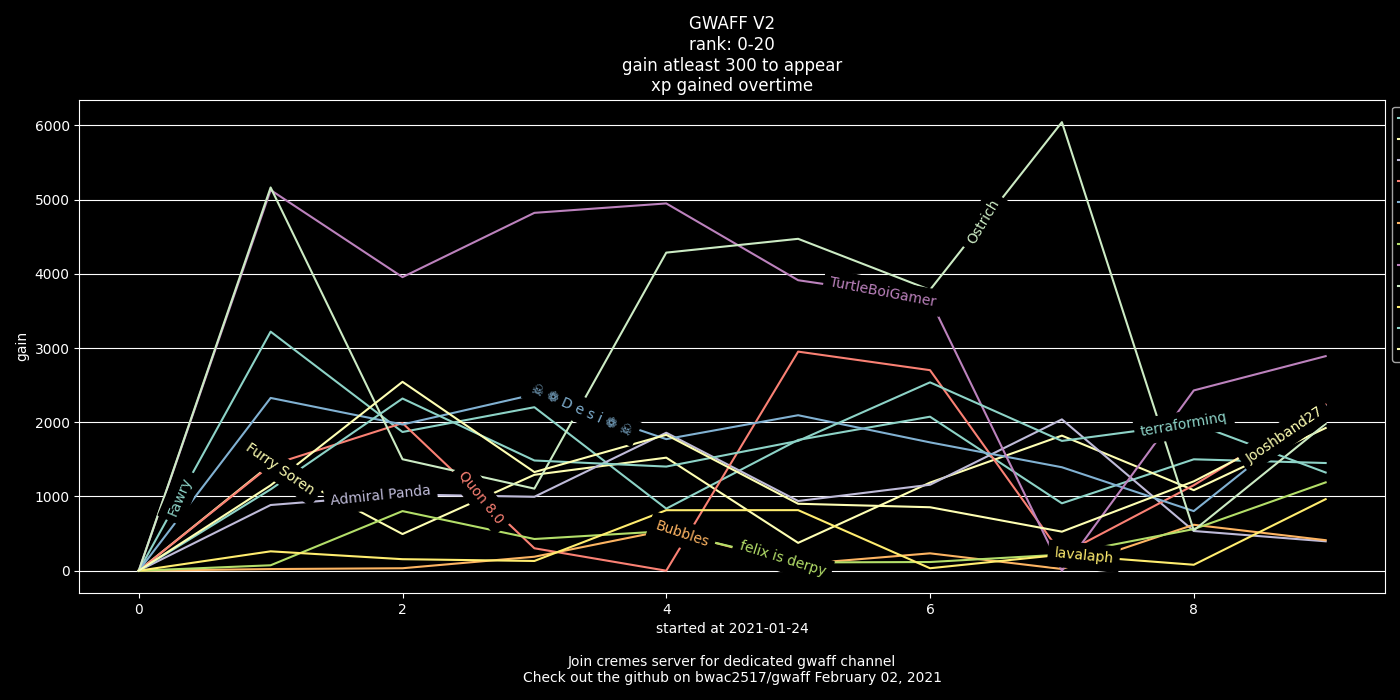 GWAFF V2
rank: 0-20
gain atleast 300 to appear
xp gained overtime
6000
5000
4000
3000
2000
1000
0
gain
Ostrich
TurtleBoiGamer
☠ ❁ D e s i ❁ ☠
terraforming
Jooshband27
Furry Soren
Fawry
Admiral Panda
Quon 8.0
Bubbles
felix is derpy
lavalaph
0 2 4 6 8
started at 2021-01-24
Join cremes server for dedicated gwaff channel
Check out the github on bwac2517/gwaff February 02, 2021